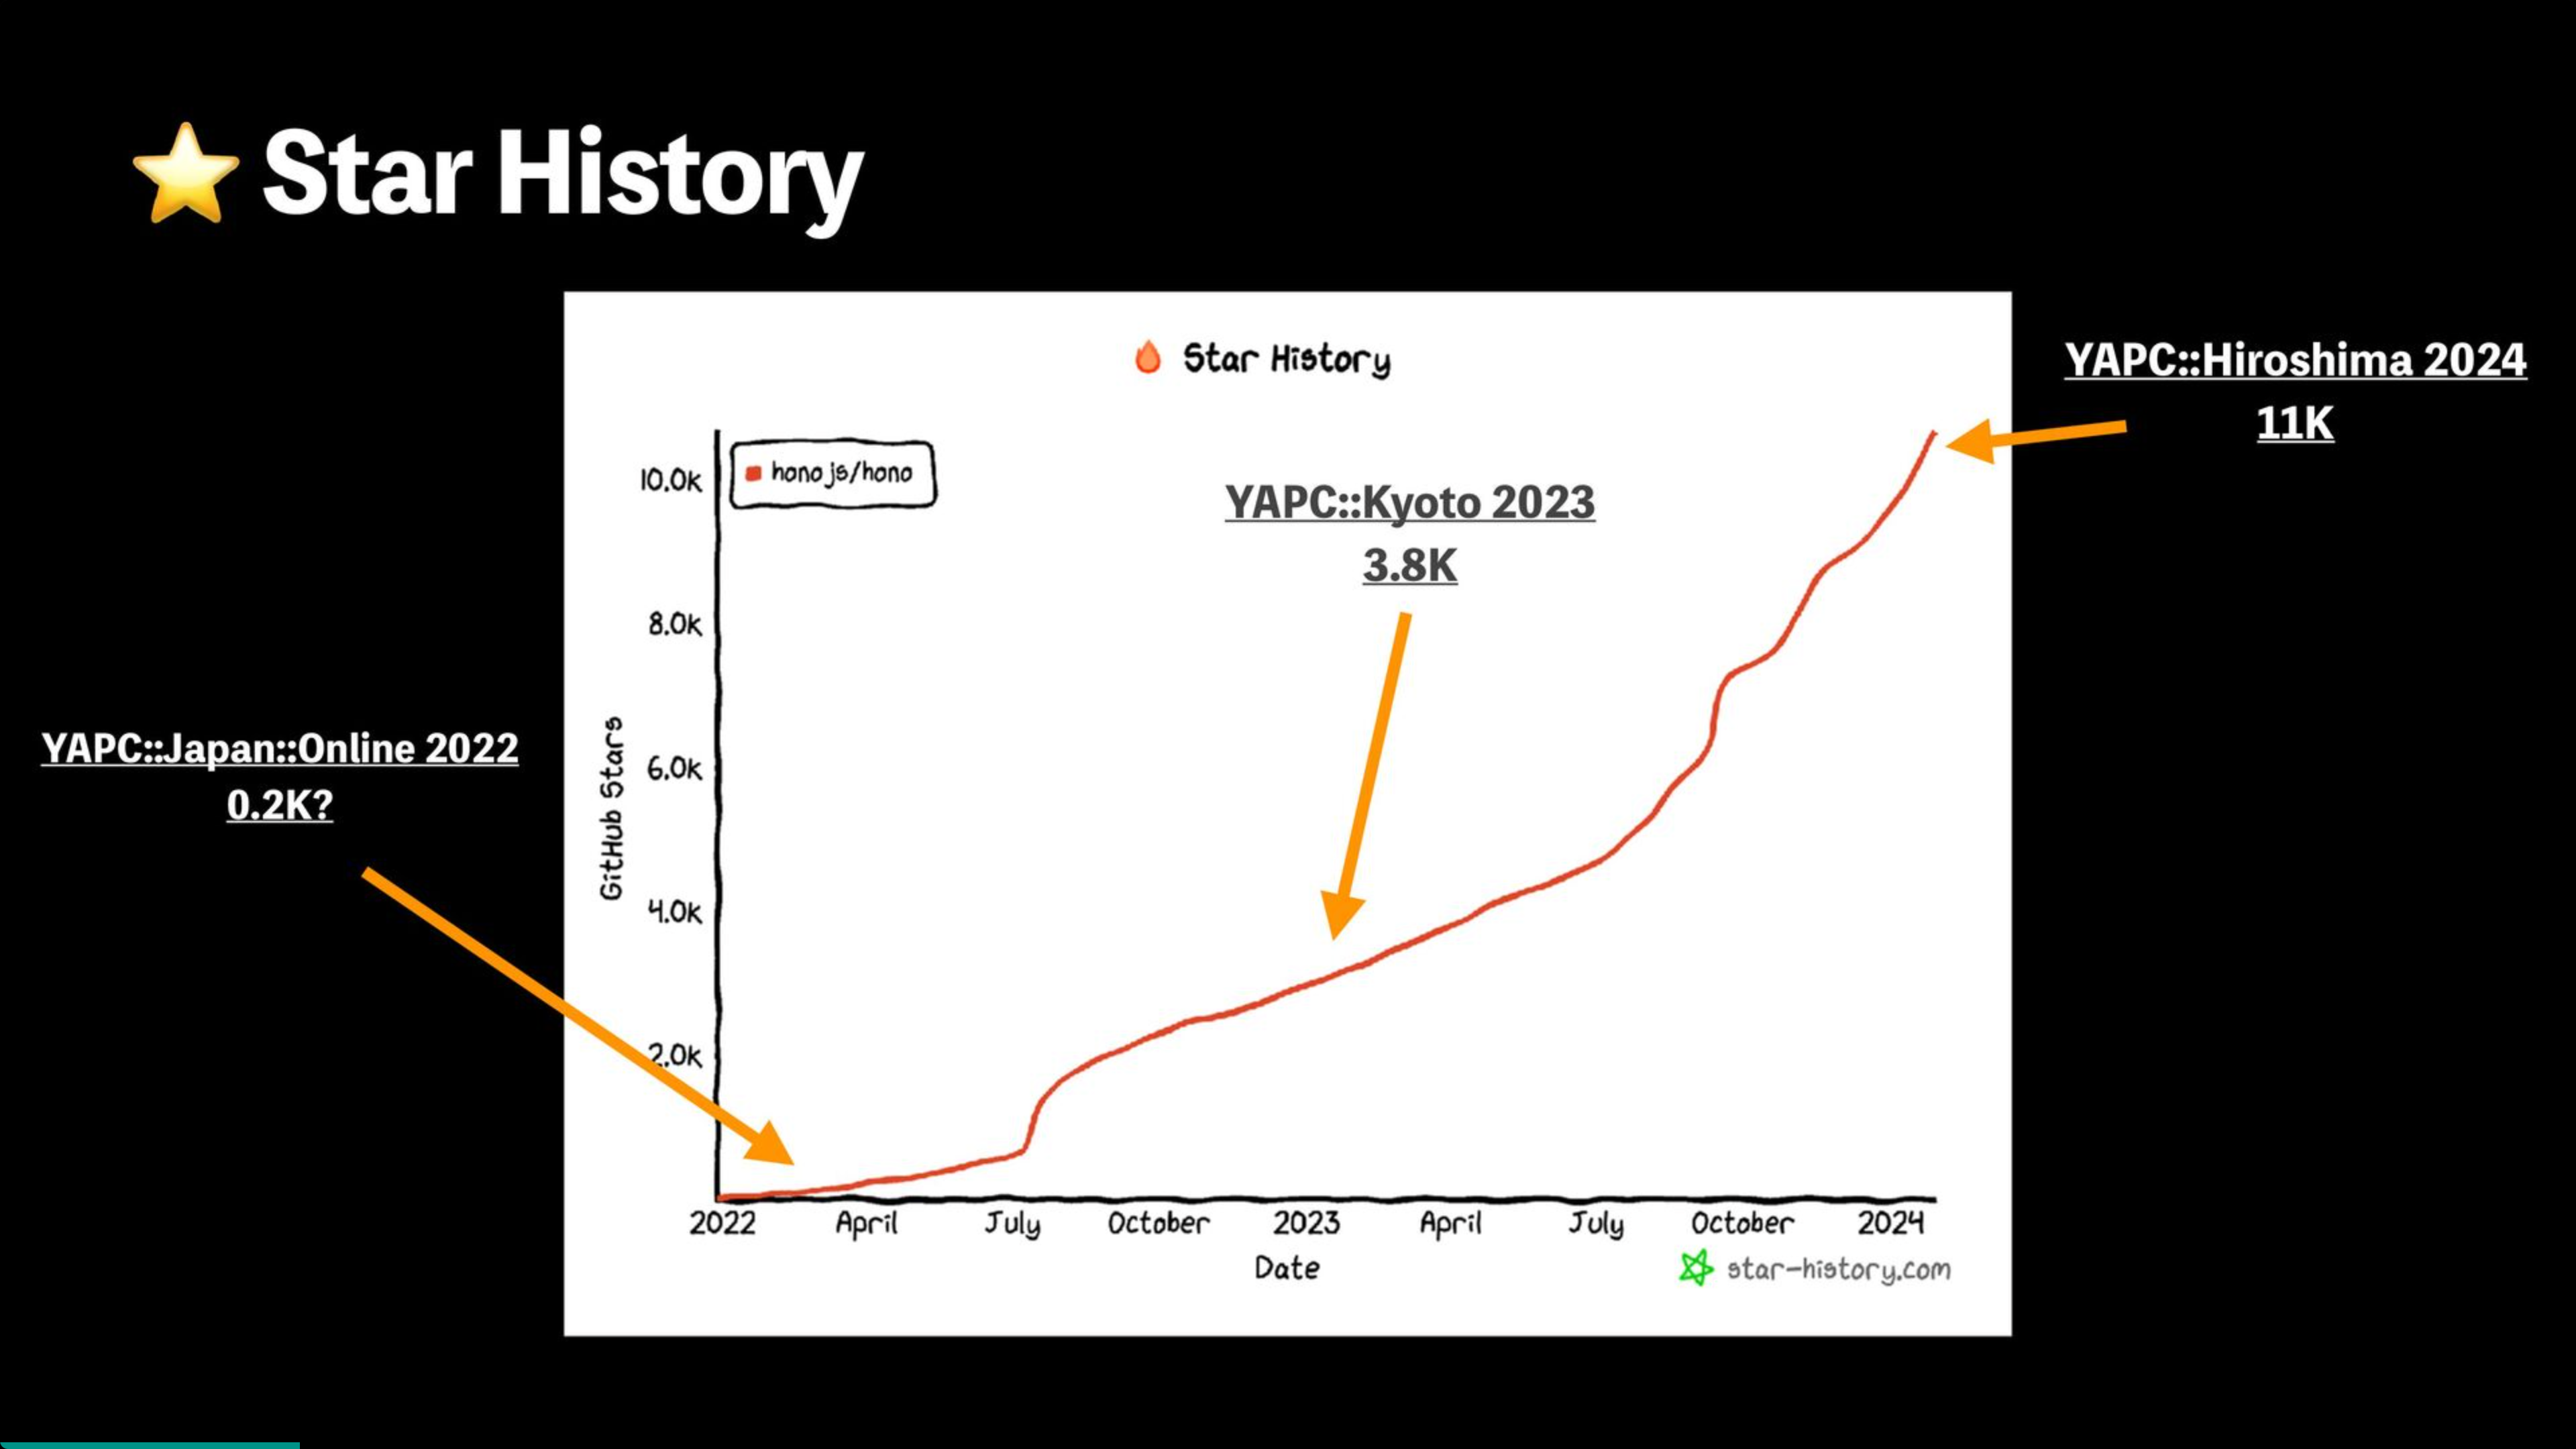 ⭐ Star History
🔥 Star History
YAPC::Hiroshima 2024
11K
YAPC::Kyoto 2023
3.8K
YAPC::Japan::Online 2022
0.2K?
honojs/hono
10.0k
8.0k
6.0k
4.0k
2.0k
GitHub Stars
2022 April July October 2023 April July October 2024
Date
star-history.com